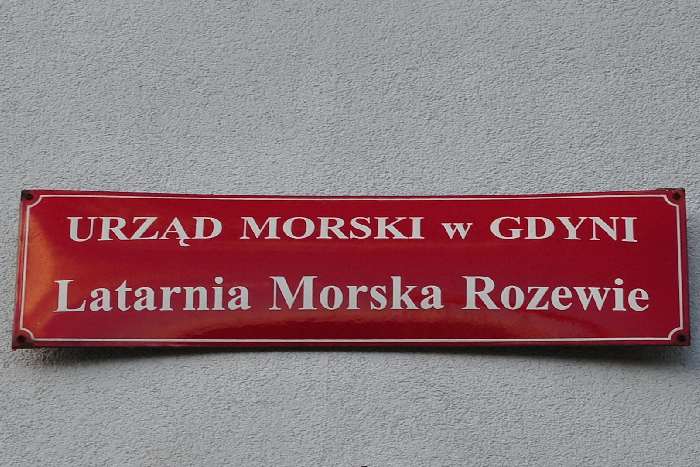 URZĄD MORSKI w GDYNI
Latarnia Morska Rozewie